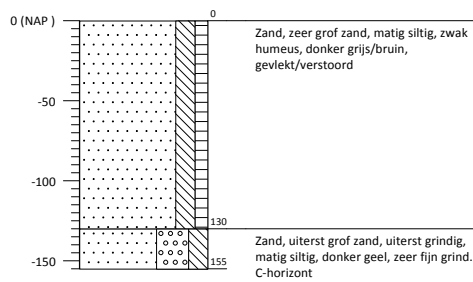 0 (NAP )
0
Zand, zeer grof zand, matig siltig, zwak
humeus, donker grijs/bruin,
gevlekt/verstoord
-50
-100
130
-150
155
Zand, uiterst grof zand, uiterst grindig,
matig siltig, donker geel, zeer fijn grind.
C-horizont